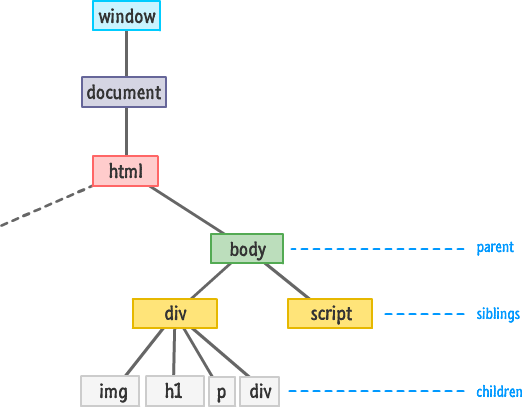 window
document
html
body
parent
div
script
siblings
img
h1
p
div
children